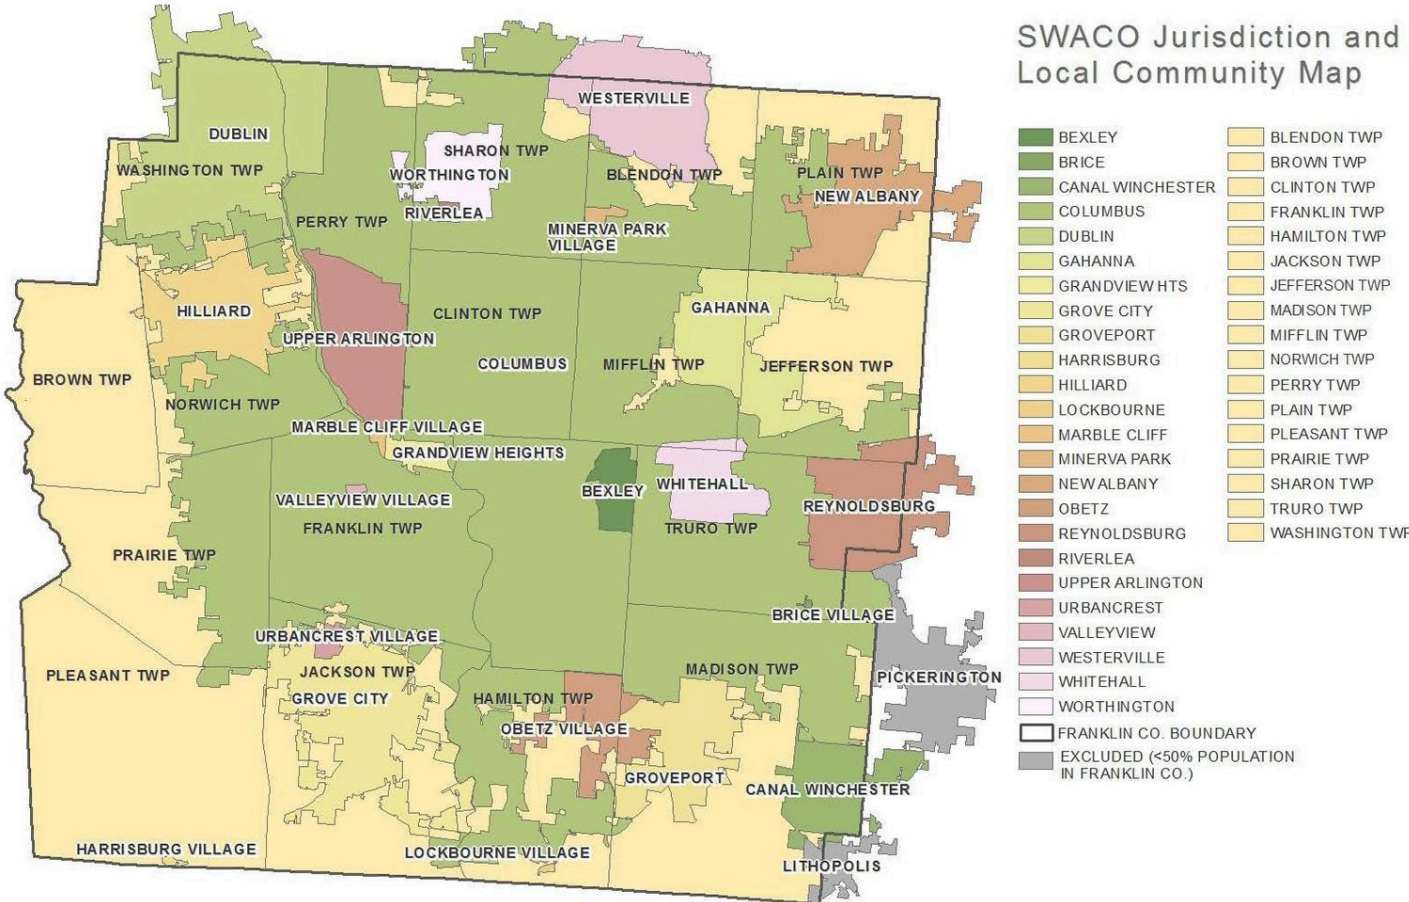 SWACO Jurisdiction and
Local Community Map
BEXLEY
BRICE
CANAL WINCHESTER
COLUMBUS
DUBLIN
GAHANNA
GRANDVIEW HTS
GROVE CITY
GROVEPORT
HARRISBURG
HILLIARD
LOCKBOURNE
MARBLE CLIFF
MINERVA PARK
NEW ALBANY
OBETZ
REYNOLDSBURG
RIVERLEA
UPPER ARLINGTON
URBANCREST
VALLEYVIEW
WESTERVILLE
WHITEHALL
WORTHINGTON
FRANKLIN CO. BOUNDARY
EXCLUDED (<50% POPULATION
IN FRANKLIN CO.)
BLENDON TWP
BROWN TWP
CLINTON TWP
FRANKLIN TWP
HAMILTON TWP
JACKSON TWP
JEFFERSON TWP
MADISON TWP
MIFFLIN TWP
NORWICH TWP
PERRY TWP
PLAIN TWP
PLEASANT TWP
PRAIRIE TWP
SHARON TWP
TRURO TWP
WASHINGTON TWP
WESTERVILLE
DUBLIN
SHARON TWP
WASHINGTON TWP
WORTHINGTON
BLENDON TWP
PLAIN TWP
NEW ALBANY
RIVERLEA
PERRY TWP
MINERVA PARK
VILLAGE
HILLIARD
GAHANNA
CLINTON TWP
UPPER ARLINGTON
COLUMBUS
MIFFLIN TWP
JEFFERSON TWP
BROWN TWP
NORWICH TWP
MARBLE CLIFF VILLAGE
GRANDVIEW HEIGHTS
BEXLEY
WHITEHALL
VALLEYVIEW VILLAGE
REYNOLDSBURG
FRANKLIN TWP
TRURO TWP
PRAIRIE TWP
BRICE VILLAGE
URBANCREST VILLAGE
PLEASANT TWP
JACKSON TWP
MADISON TWP
PICKERINGTON
GROVE CITY
HAMILTON TWP
OBETZ VILLAGE
GROVEPORT
CANAL WINCHESTER
HARRISBURG VILLAGE
LOCKBOURNE VILLAGE
LITHOPOLIS